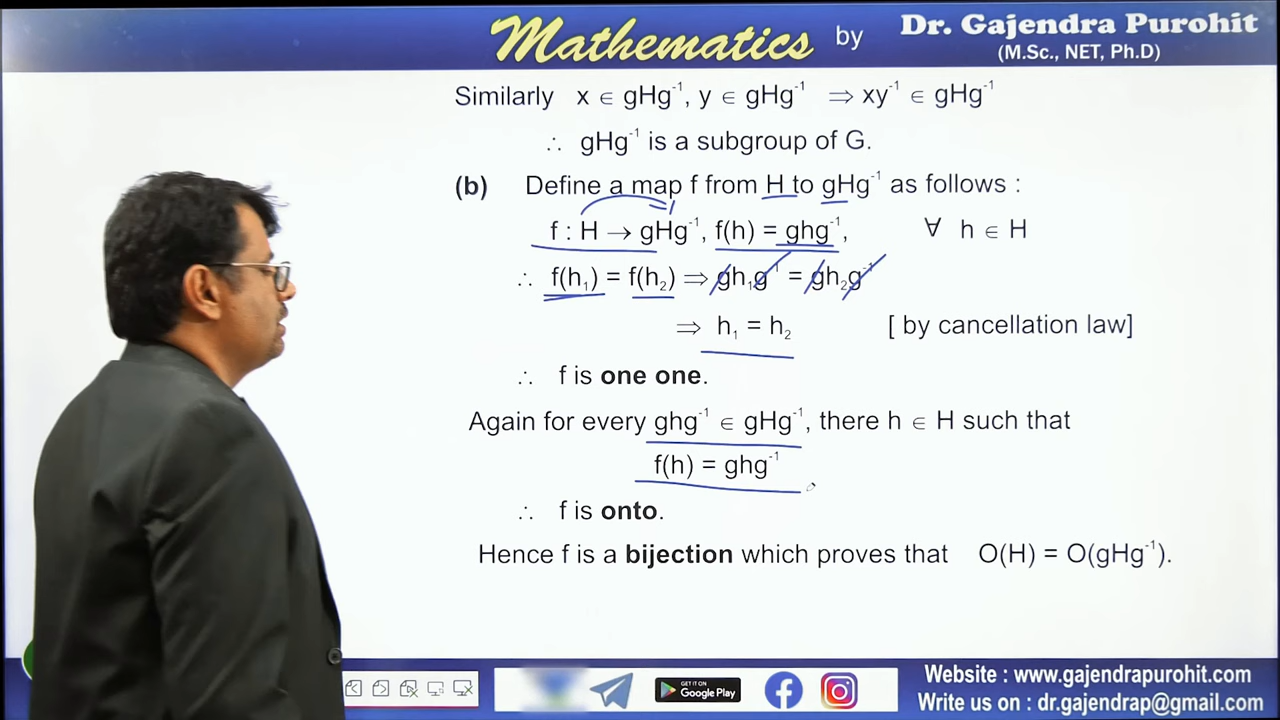 Mathematics by Dr. Gajendra Purohit
(M.Sc., NET, Ph.D)
Similarly x ∈ gHg⁻¹, y ∈ gHg⁻¹ ⇒ xy⁻¹ ∈ gHg⁻¹
∴ gHg⁻¹ is a subgroup of G.
(b) Define a map f from H to gHg⁻¹ as follows :
f : H → gHg⁻¹, f(h) = ghg⁻¹, ∀ h ∈ H
∴ f(h₁) = f(h₂) ⇒ gh₁g⁻¹ = gh₂g⁻¹
⇒ h₁ = h₂ [ by cancellation law]
∴ f is one one.
Again for every ghg⁻¹ ∈ gHg⁻¹, there h ∈ H such that
f(h) = ghg⁻¹
∴ f is onto.
Hence f is a bijection which proves that O(H) = O(gHg⁻¹).
GET IT ON
Google Play
Website : www.gajendrapurohit.com
Write us on : dr.gajendrap@gmail.com